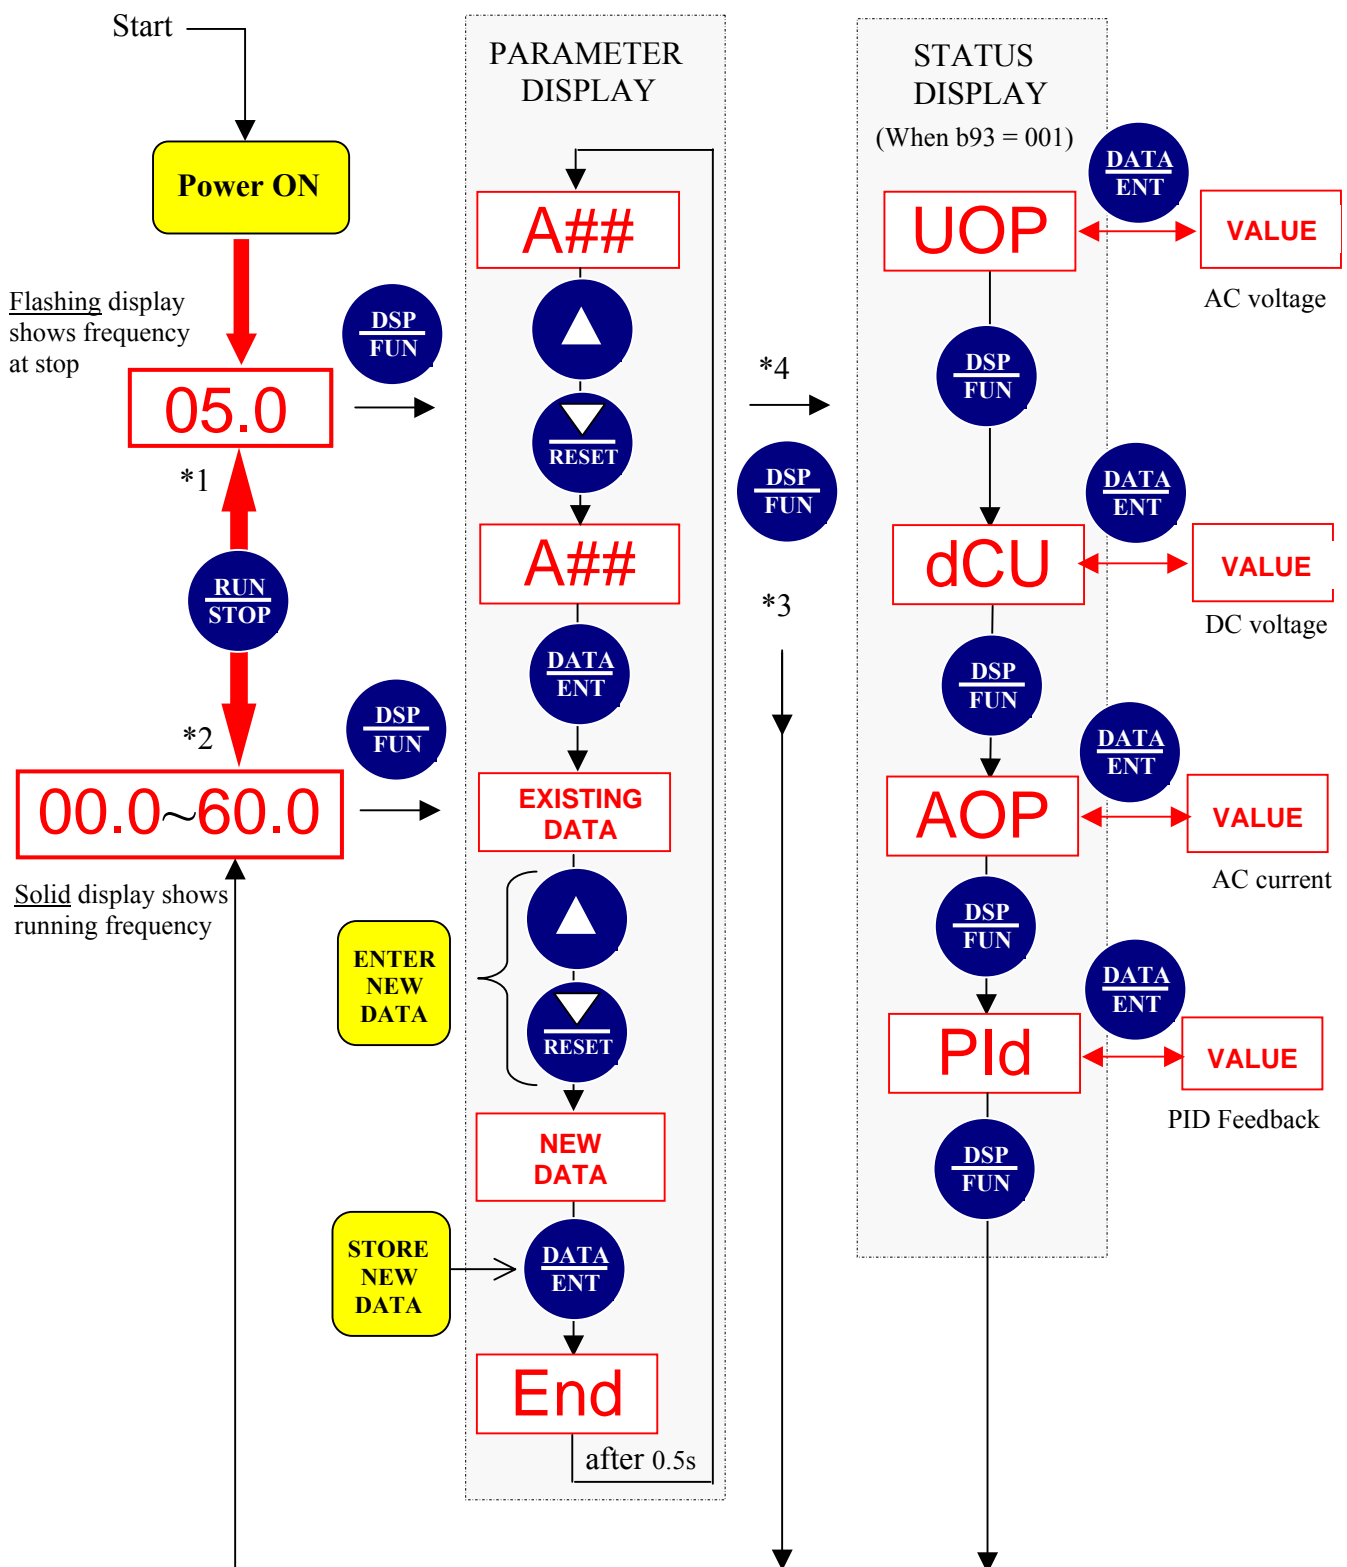 Start
Power ON
Flashing display
shows frequency
at stop
05.0
*1
RUN
STOP
*2
00.0~60.0
Solid display shows
running frequency
DSP
FUN
DSP
FUN
PARAMETER
DISPLAY
A##
RESET
A##
DATA
ENT
EXISTING
DATA
ENTER
NEW
DATA
RESET
NEW
DATA
STORE
NEW
DATA
DATA
ENT
End
after 0.5s
*4
DSP
FUN
*3
STATUS
DISPLAY
(When b93 = 001)
UOP
DATA
ENT
VALUE
AC voltage
DSP
FUN
dCU
DATA
ENT
VALUE
DC voltage
DSP
FUN
AOP
DATA
ENT
VALUE
AC current
DSP
FUN
PId
DATA
ENT
VALUE
PID Feedback
DSP
FUN